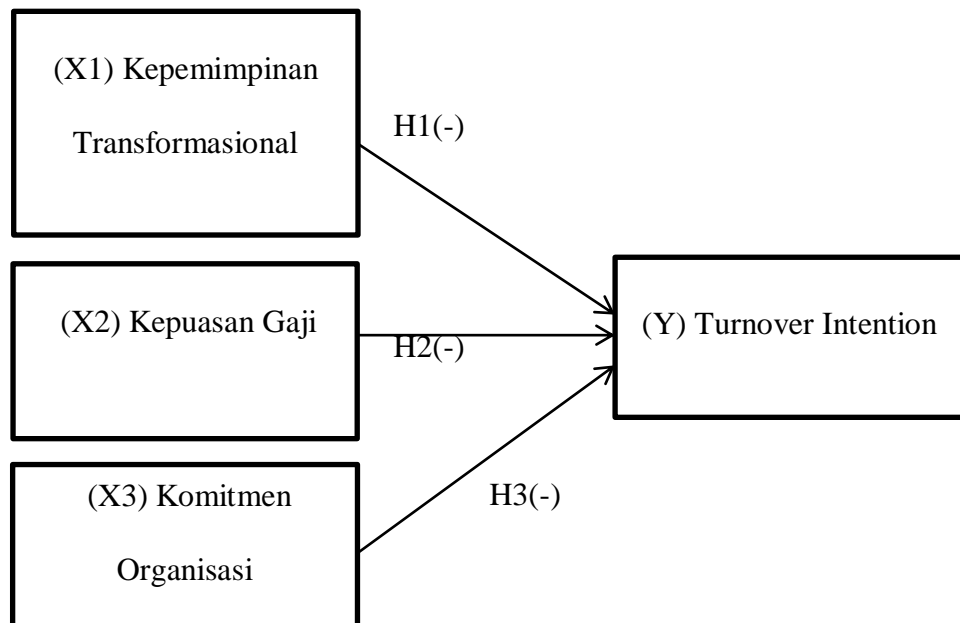 (X1) Kepemimpinan
Transformasional
H1(-)
(X2) Kepuasan Gaji
H2(-)
(Y) Turnover Intention
(X3) Komitmen
Organisasi
H3(-)